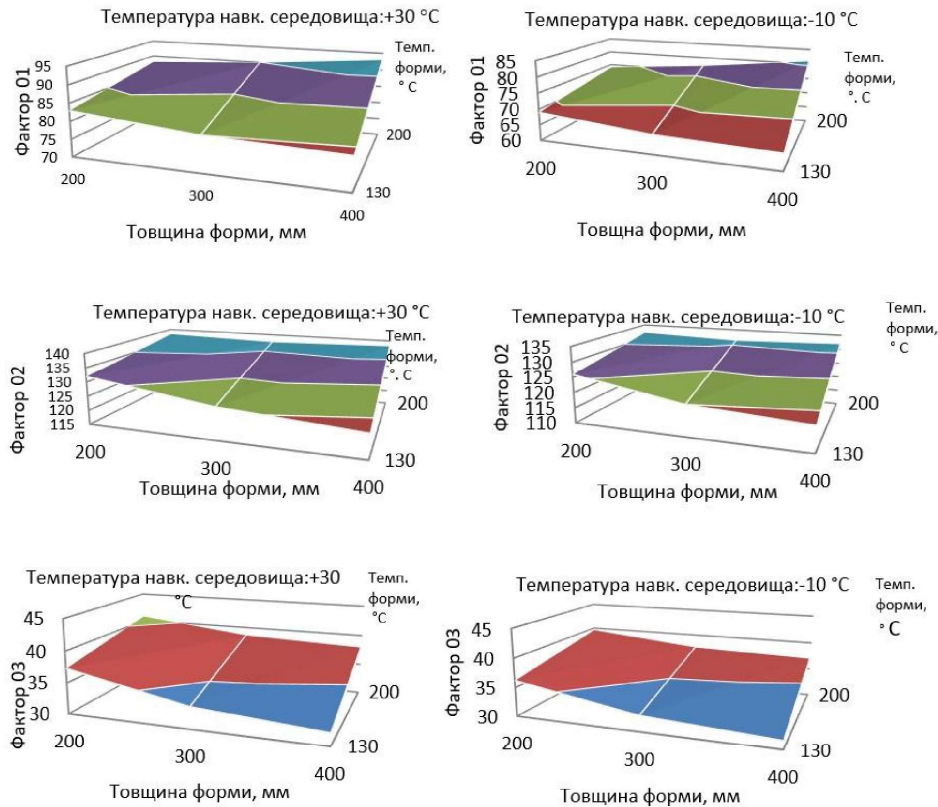 Температура навк. середовища:+30 °C
Темп.
форми,
° C
Фактор 01
95
90
85
80
75
70
200
300
400
200
130
Товщина форми, мм
Температура навк. середовища:-10 °C
Темп.
форми,
°. C
Фактор 01
85
80
75
70
65
60
200
300
400
200
130
Товщна форми, мм
Температура навк. середовища:+30 °C
Темп.
форми,
°. C
Фактор 02
140
135
130
125
120
115
200
300
400
200
130
Товщина форми, мм
Температура навк. середовища:-10 °C
Темп.
форми,
° C
Фактор 02
135
130
125
120
115
110
200
300
400
200
130
Товщина форми, мм
Температура навк. середовища:+30
°C
Темп.
форми,
°C
Фактор 03
45
40
35
30
200
300
400
200
130
Товщина форми, мм
Температура навк. середовища:-10 °C
Темп.
форми,
° C
Фактор 03
45
40
35
30
200
300
400
200
130
Товщина форми, мм